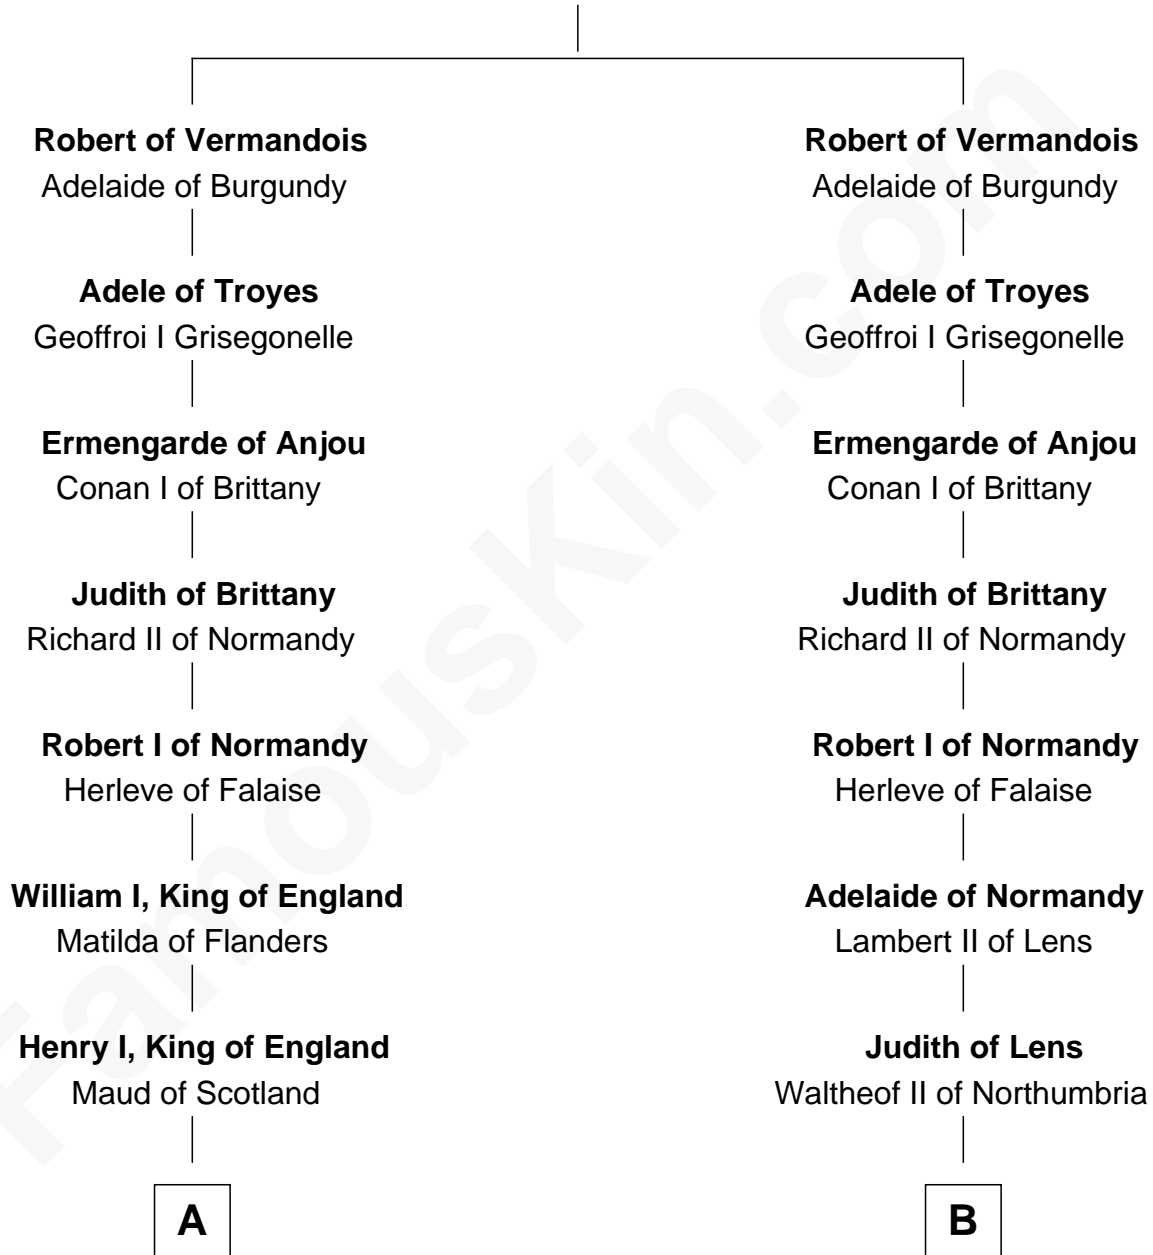 Robert of Vermandois
Adelaide of Burgundy
Adele of Troyes
Geoffroi I Grisegonelle
Ermengarde of Anjou
Conan I of Brittany
Judith of Brittany
Richard II of Normandy
Robert I of Normandy
Herleve of Falaise
William I, King of England
Matilda of Flanders
Henry I, King of England
Maud of Scotland
A
Robert of Vermandois
Adelaide of Burgundy
Adele of Troyes
Geoffroi I Grisegonelle
Ermengarde of Anjou
Conan I of Brittany
Judith of Brittany
Richard II of Normandy
Robert I of Normandy
Herleve of Falaise
Adelaide of Normandy
Lambert II of Lens
Judith of Lens
Waltheof II of Northumbria
B
FamousKin.com